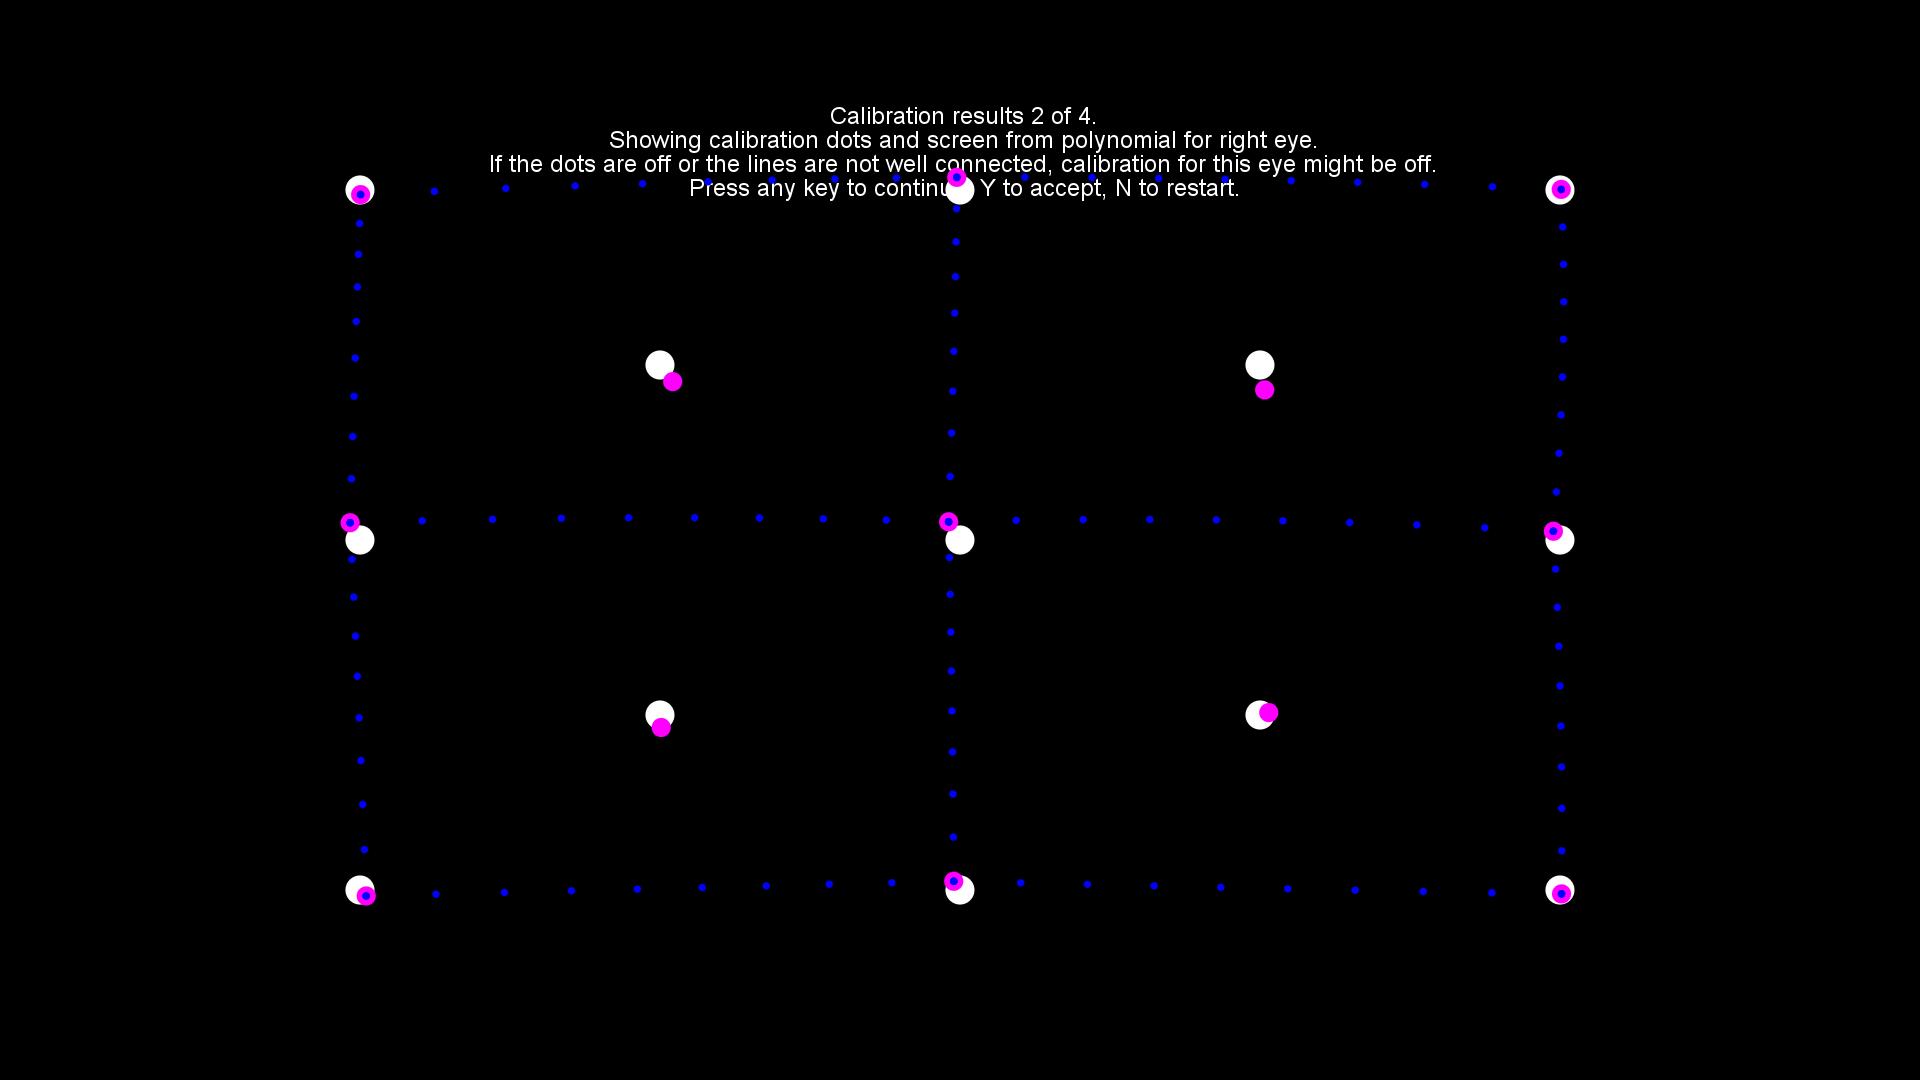 Calibration results 2 of 4.
Showing calibration dots and screen from polynomial for right eye.
If the dots are off or the lines are not well connected, calibration for this eye might be off.
Press any key to continue, Y to accept, N to restart.